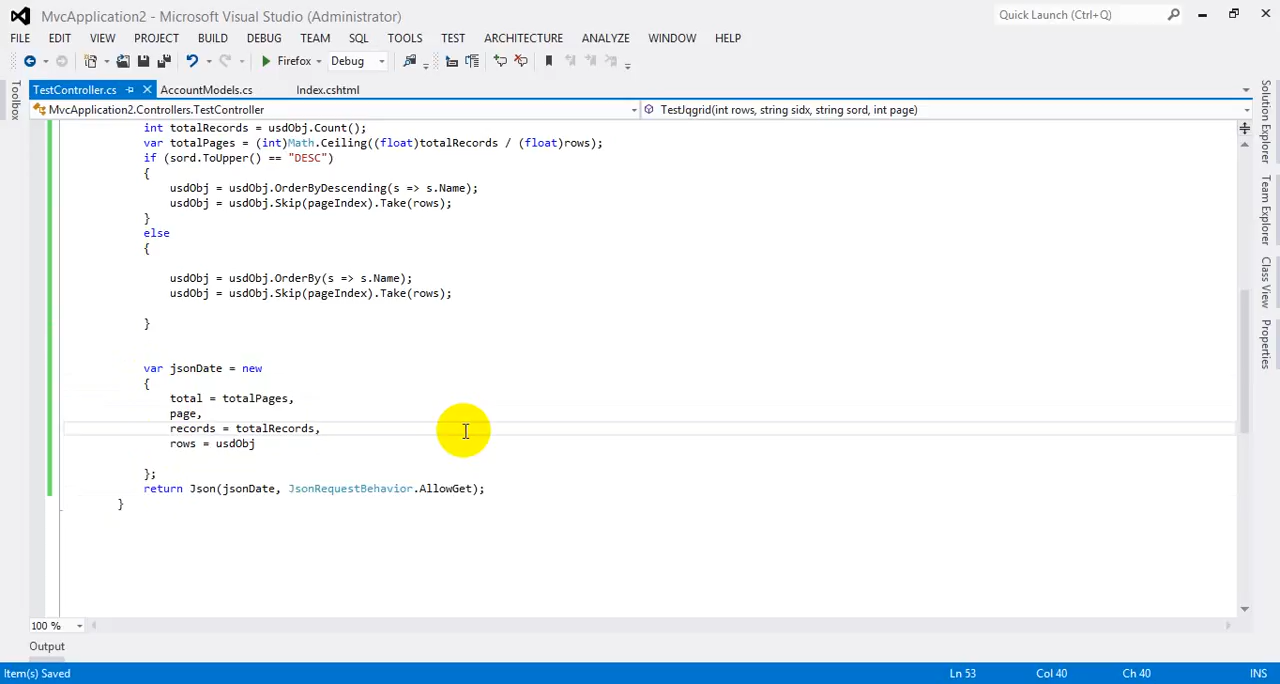 MvcApplication2 - Microsoft Visual Studio (Administrator)
Quick Launch (Ctrl+Q)
FILE EDIT VIEW PROJECT BUILD DEBUG TEAM SQL TOOLS TEST ARCHITECTURE ANALYZE WINDOW HELP
Firefox Debug
TestController.cs AccountModels.cs Index.cshtml
MvcApplication2.Controllers.TestController TestJqgrid(int rows, string sidx, string sord, int page)
int totalRecords = usdObj.Count();
var totalPages = (int)Math.Ceiling((float)totalRecords / (float)rows);
if (sord.ToUpper() == "DESC")
{
usdObj = usdObj.OrderByDescending(s => s.Name);
usdObj = usdObj.Skip(pageIndex).Take(rows);
}
else
{
usdObj = usdObj.OrderBy(s => s.Name);
usdObj = usdObj.Skip(pageIndex).Take(rows);
}
var jsonDate = new
{
total = totalPages,
page,
records = totalRecords,
rows = usdObj
};
return Json(jsonDate, JsonRequestBehavior.AllowGet);
}
100 %
Output
Item(s) Saved Ln 53 Col 40 Ch 40 INS
Toolbox
Solution Explorer
Team Explorer
Class View
Properties